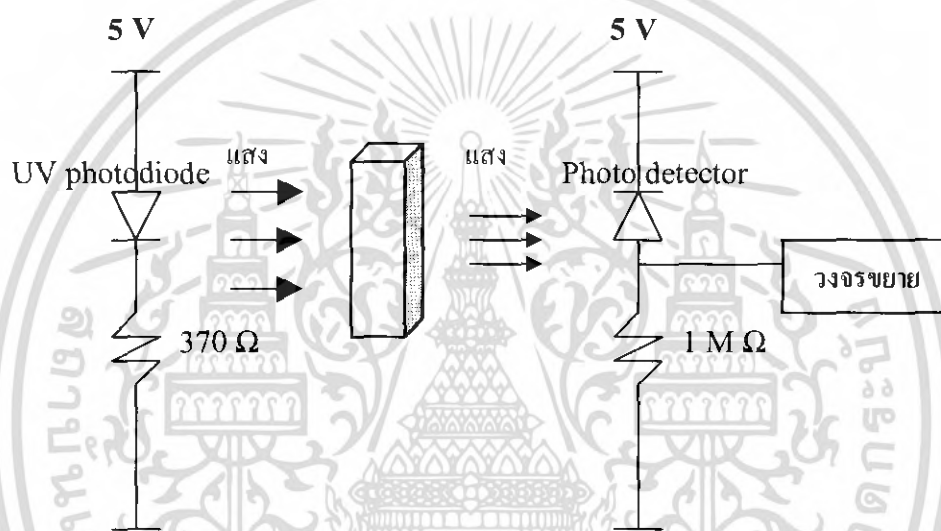 5 V
5 V
UV photodiode
แสง
แสง
Photo detector
วงจรขยาย
370 Ω
1 M Ω